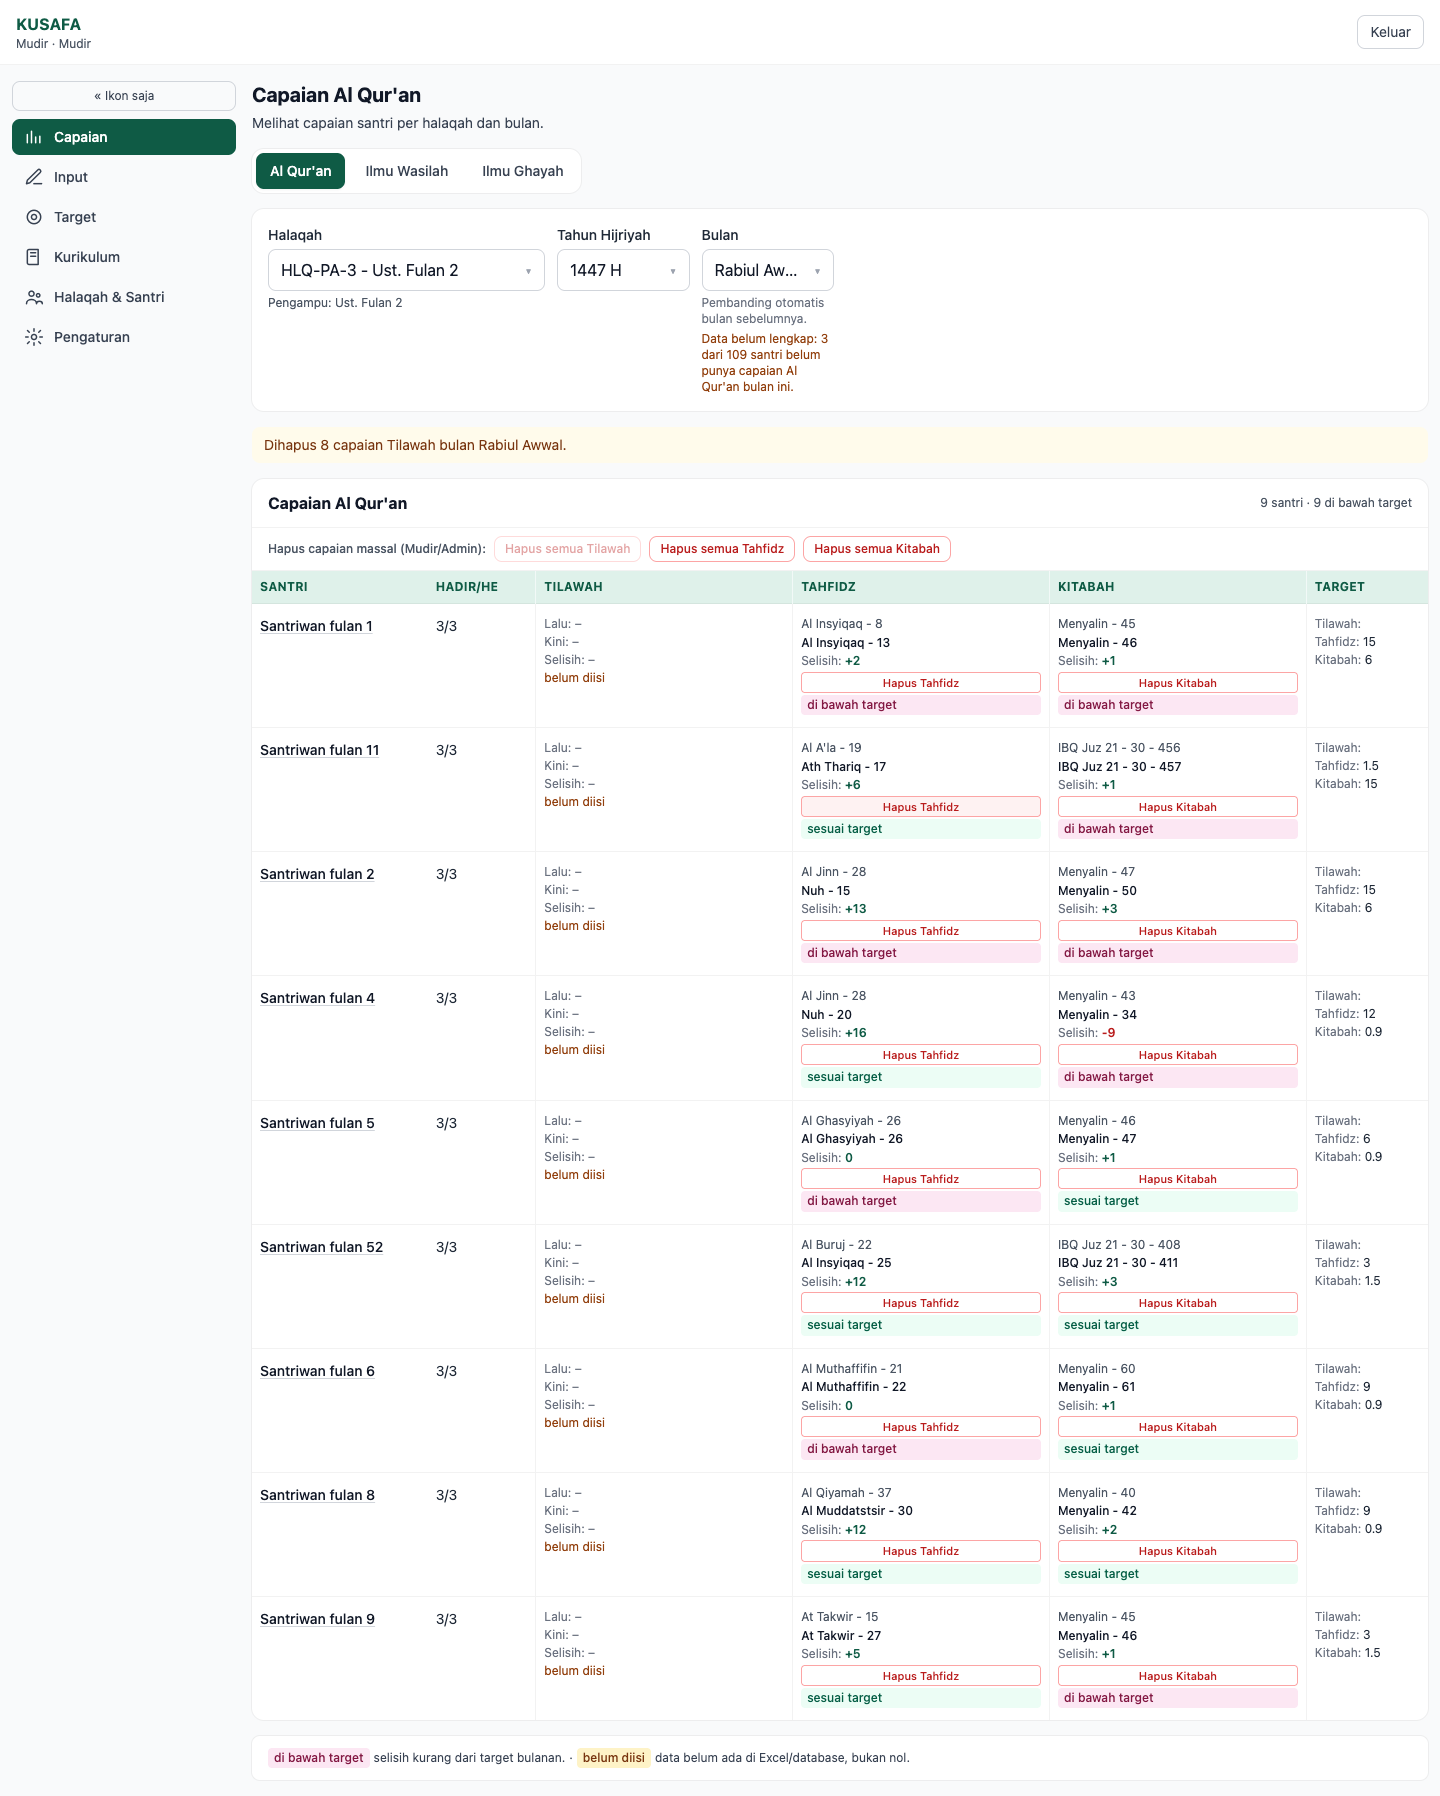 KUSAFA
Mudir · Mudir
Keluar
« Ikon saja
Capaian
Input
Target
Kurikulum
Halaqah & Santri
Pengaturan
Capaian Al Qur'an
Melihat capaian santri per halaqah dan bulan.
Al Qur'an Ilmu Wasilah Ilmu Ghayah
Halaqah Tahun Hijriyah Bulan
HLQ-PA-3 - Ust. Fulan 2 1447 H Rabiul Aw...
Pengampu: Ust. Fulan 2
Pembanding otomatis
bulan sebelumnya.
Data belum lengkap: 3
dari 109 santri belum
punya capaian Al
Qur'an bulan ini.
Dihapus 8 capaian Tilawah bulan Rabiul Awwal.
Capaian Al Qur'an 9 santri · 9 di bawah target
Hapus capaian massal (Mudir/Admin): Hapus semua Tilawah Hapus semua Tahfidz Hapus semua Kitabah
SANTRI HADIR/HE TILAWAH TAHFIDZ KITABAH TARGET
Santriwan fulan 1 3/3
Lalu: – Al Insyiqaq - 8 Menyalin - 45 Tilawah:
Kini: – Al Insyiqaq - 13 Menyalin - 46 Tahfidz: 15
Selisih: – Selisih: +2 Selisih: +1 Kitabah: 6
belum diisi Hapus Tahfidz Hapus Kitabah
di bawah target di bawah target
Santriwan fulan 11 3/3
Lalu: – Al A'la - 19 IBQ Juz 21 - 30 - 456 Tilawah:
Kini: – Ath Thariq - 17 IBQ Juz 21 - 30 - 457 Tahfidz: 1.5
Selisih: – Selisih: +6 Selisih: +1 Kitabah: 15
belum diisi Hapus Tahfidz Hapus Kitabah
sesuai target di bawah target
Santriwan fulan 2 3/3
Lalu: – Al Jinn - 28 Menyalin - 47 Tilawah:
Kini: – Nuh - 15 Menyalin - 50 Tahfidz: 15
Selisih: – Selisih: +13 Selisih: +3 Kitabah: 6
belum diisi Hapus Tahfidz Hapus Kitabah
di bawah target di bawah target
Santriwan fulan 4 3/3
Lalu: – Al Jinn - 28 Menyalin - 43 Tilawah:
Kini: – Nuh - 20 Menyalin - 34 Tahfidz: 12
Selisih: – Selisih: +16 Selisih: -9 Kitabah: 0.9
belum diisi Hapus Tahfidz Hapus Kitabah
sesuai target di bawah target
Santriwan fulan 5 3/3
Lalu: – Al Ghasyiyah - 26 Menyalin - 46 Tilawah:
Kini: – Al Ghasyiyah - 26 Menyalin - 47 Tahfidz: 6
Selisih: – Selisih: 0 Selisih: +1 Kitabah: 0.9
belum diisi Hapus Tahfidz Hapus Kitabah
di bawah target sesuai target
Santriwan fulan 52 3/3
Lalu: – Al Buruj - 22 IBQ Juz 21 - 30 - 408 Tilawah:
Kini: – Al Insyiqaq - 25 IBQ Juz 21 - 30 - 411 Tahfidz: 3
Selisih: – Selisih: +12 Selisih: +3 Kitabah: 1.5
belum diisi Hapus Tahfidz Hapus Kitabah
sesuai target sesuai target
Santriwan fulan 6 3/3
Lalu: – Al Muthaffifin - 21 Menyalin - 60 Tilawah:
Kini: – Al Muthaffifin - 22 Menyalin - 61 Tahfidz: 9
Selisih: – Selisih: 0 Selisih: +1 Kitabah: 0.9
belum diisi Hapus Tahfidz Hapus Kitabah
di bawah target sesuai target
Santriwan fulan 8 3/3
Lalu: – Al Qiyamah - 37 Menyalin - 40 Tilawah:
Kini: – Al Muddatstsir - 30 Menyalin - 42 Tahfidz: 9
Selisih: – Selisih: +12 Selisih: +2 Kitabah: 0.9
belum diisi Hapus Tahfidz Hapus Kitabah
sesuai target sesuai target
Santriwan fulan 9 3/3
Lalu: – At Takwir - 15 Menyalin - 45 Tilawah:
Kini: – At Takwir - 27 Menyalin - 46 Tahfidz: 3
Selisih: – Selisih: +5 Selisih: +1 Kitabah: 1.5
belum diisi Hapus Tahfidz Hapus Kitabah
sesuai target di bawah target
di bawah target selisih kurang dari target bulanan. · belum diisi data belum ada di Excel/database, bukan nol.